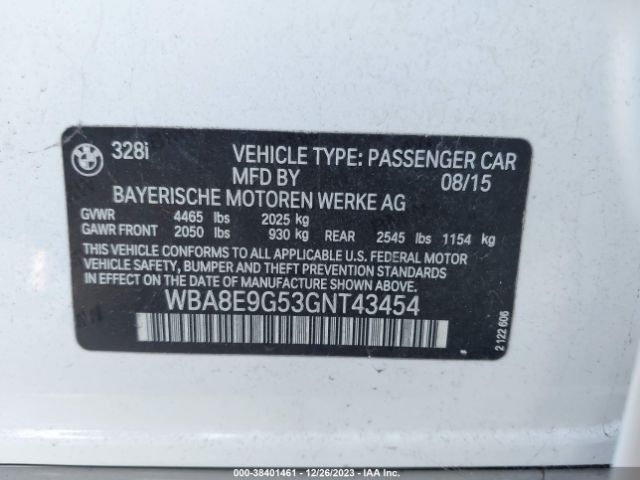 BMW 328i VEHICLE TYPE: PASSENGER CAR
MFD BY 08/15
BAYERISCHE MOTOREN WERKE AG
GVWR 4465 lbs 2025 kg
GAWR FRONT 2050 lbs 930 kg REAR 2545 lbs 1154 kg
THIS VEHICLE CONFORMS TO ALL APPLICABLE U.S. FEDERAL MOTOR
VEHICLE SAFETY, BUMPER AND THEFT PREVENTION STANDARDS IN
EFFECT ON THE DATE OF MANUFACTURE SHOWN ABOVE.
WBA8E9G53GNT43454
2 122 606
000-38401461 - 12/26/2023 - IAA Inc.